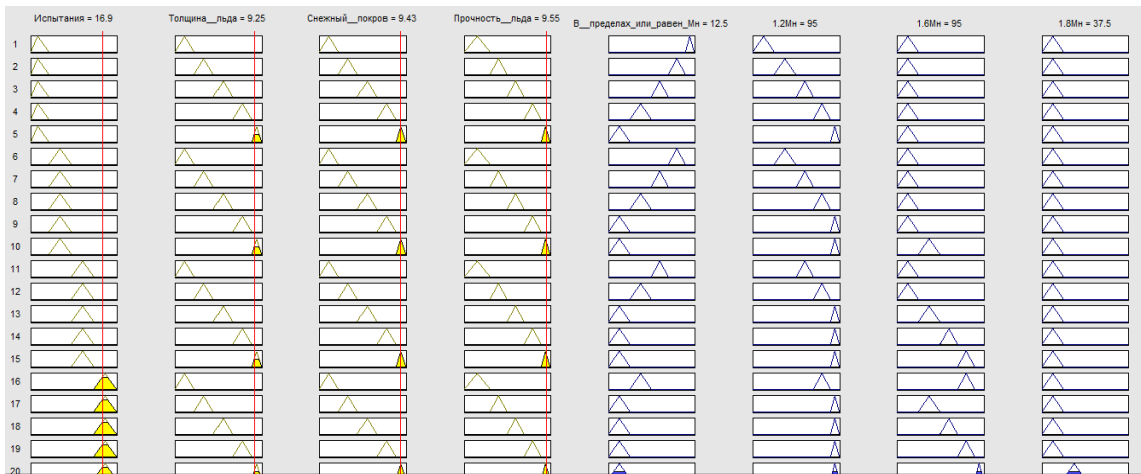 Испытания = 16.9
Толщина__льда = 9.25
Снежный__покров = 9.43
Прочность__льда = 9.55
В__пределах_или_равен_Мн = 12.5
1.2Мн = 95
1.6Мн = 95
1.8Мн = 37.5
1
2
3
4
5
6
7
8
9
10
11
12
13
14
15
16
17
18
19
20